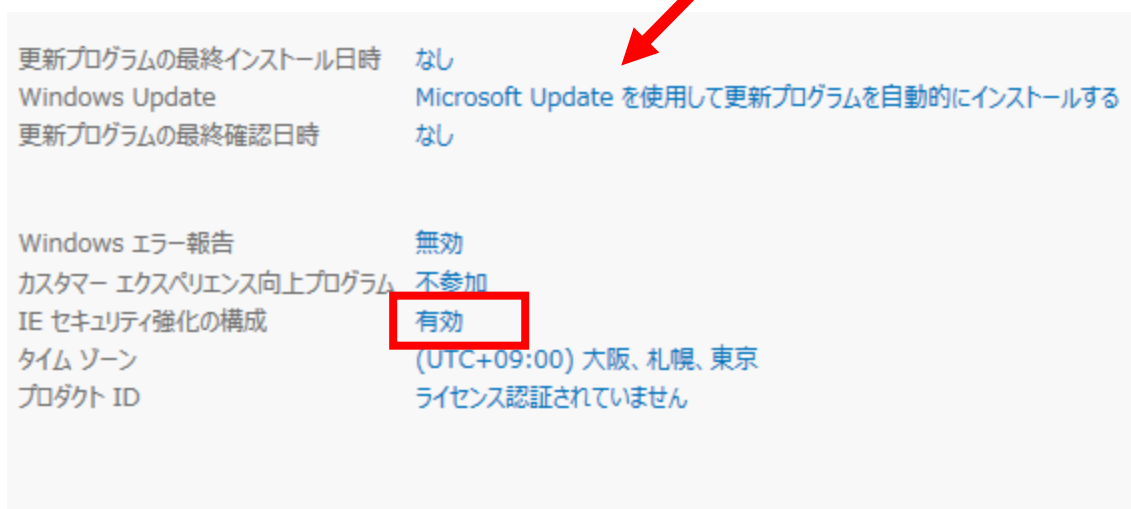 更新プログラムの最終インストール日時 なし
Windows Update Microsoft Update を使用して更新プログラムを自動的にインストールする
更新プログラムの最終確認日時 なし
Windows エラー報告 無効
カスタマー エクスペリエンス向上プログラム 不参加
IE セキュリティ強化の構成 有効
タイム ゾーン (UTC+09:00) 大阪、札幌、東京
プロダクト ID ライセンス認証されていません